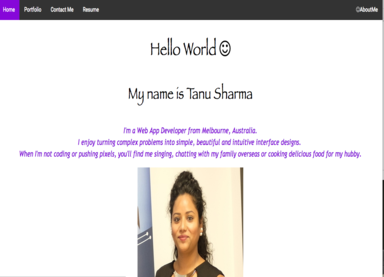 Home Portfolio Contact Me Resume ☺AboutMe
Hello World ☺
My name is Tanu Sharma
I'm a Web App Developer from Melbourne, Australia.
I enjoy turning complex problems into simple, beautiful and intuitive interface designs.
When I'm not coding or pushing pixels, you'll find me singing, chatting with my family overseas or cooking delicious food for my hubby.